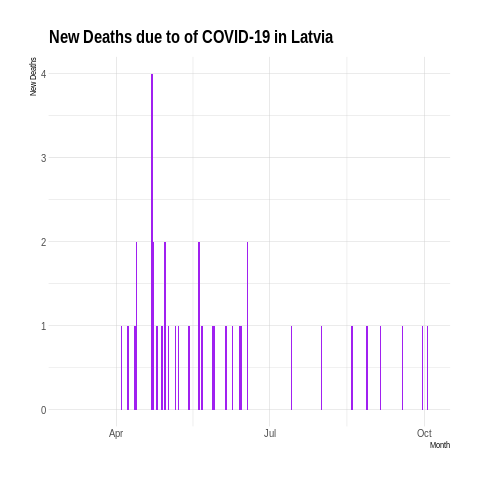 New Deaths due to of COVID-19 in Latvia
New Deaths
4
3
2
1
0
Apr
Jul
Oct
Month